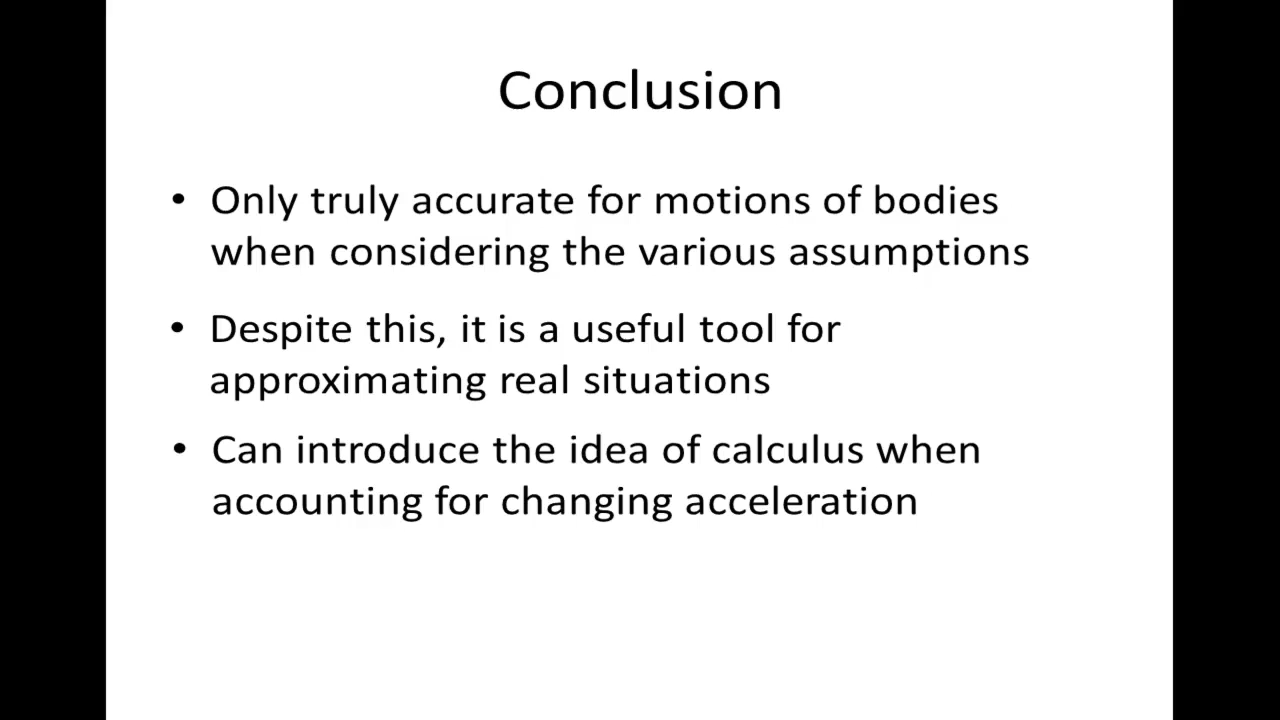 Conclusion
• Only truly accurate for motions of bodies
when considering the various assumptions
• Despite this, it is a useful tool for
approximating real situations
• Can introduce the idea of calculus when
accounting for changing acceleration